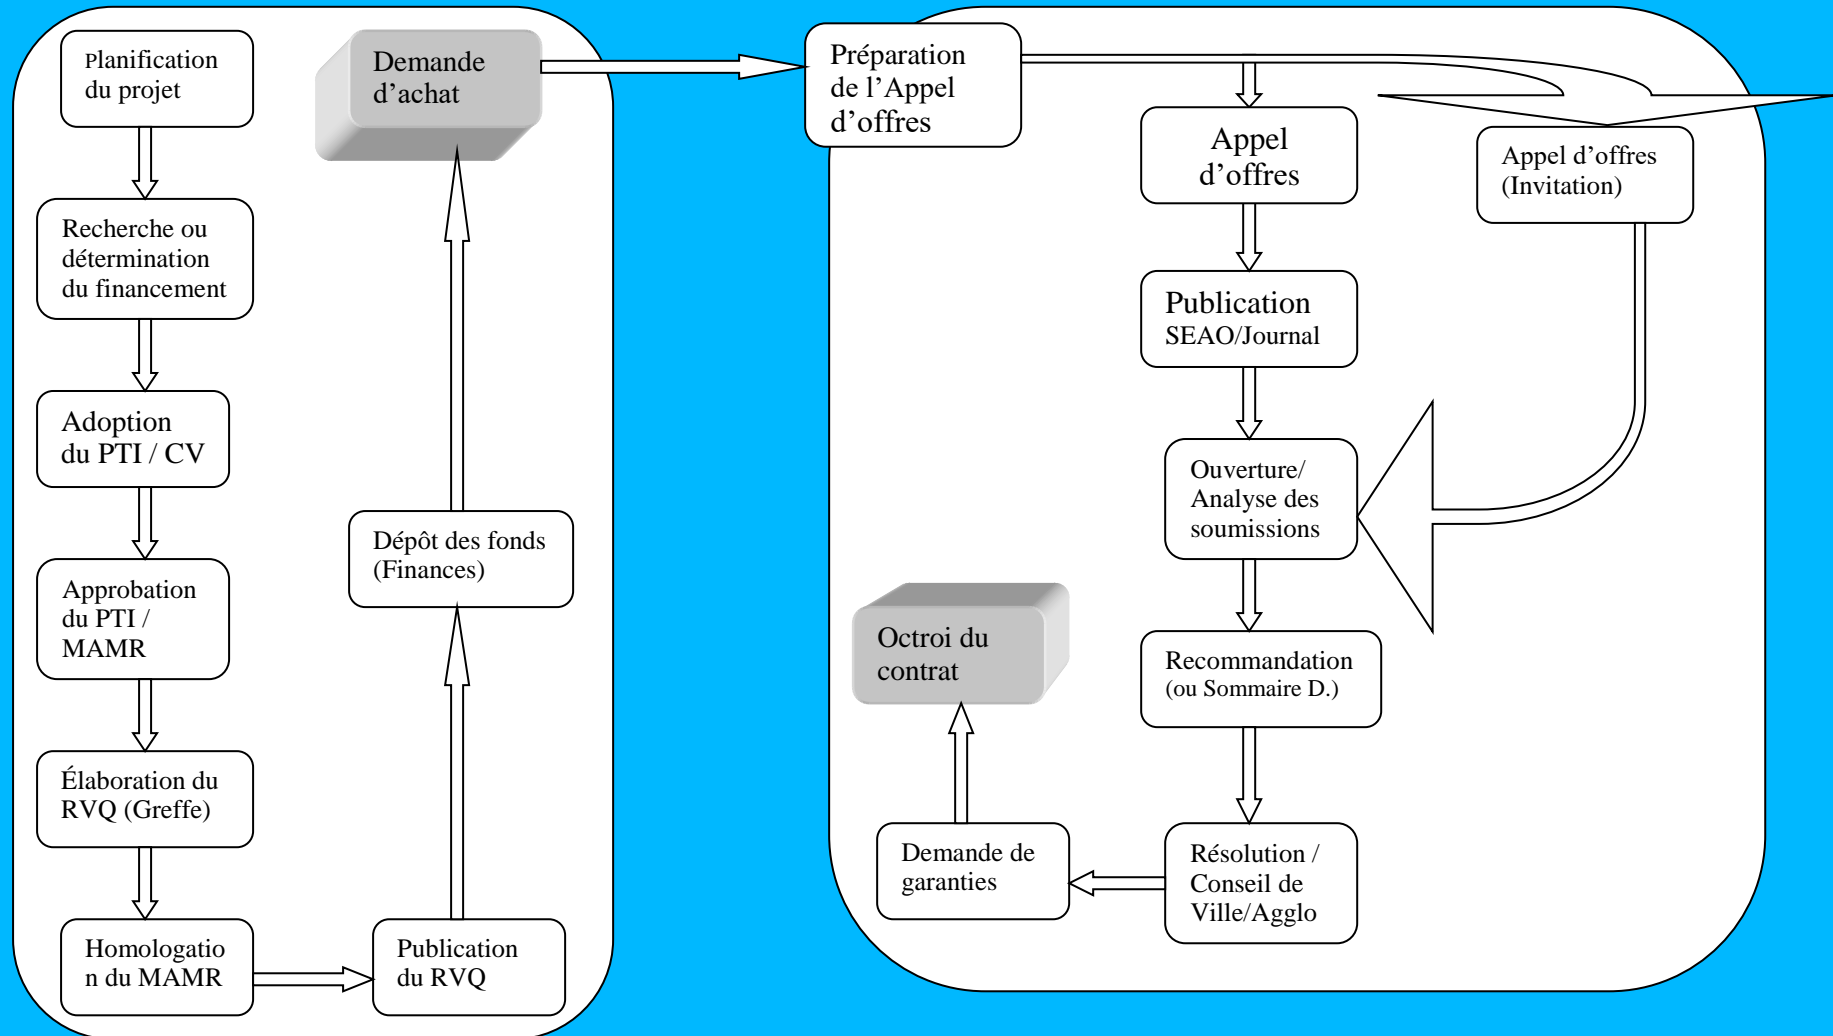 Planification
du projet
Recherche ou
détermination
du financement
Adoption
du PTI / CV
Approbation
du PTI /
MAMR
Élaboration du
RVQ (Greffe)
Homologatio
n du MAMR
Publication
du RVQ
Dépôt des fonds
(Finances)
Demande
d’achat
Préparation
de l’Appel
d’offres
Appel
d’offres
Appel d’offres
(Invitation)
Publication
SEAO/Journal
Ouverture/
Analyse des
soumissions
Recommandation
(ou Sommaire D.)
Résolution /
Conseil de
Ville/Agglo
Demande de
garanties
Octroi du
contrat